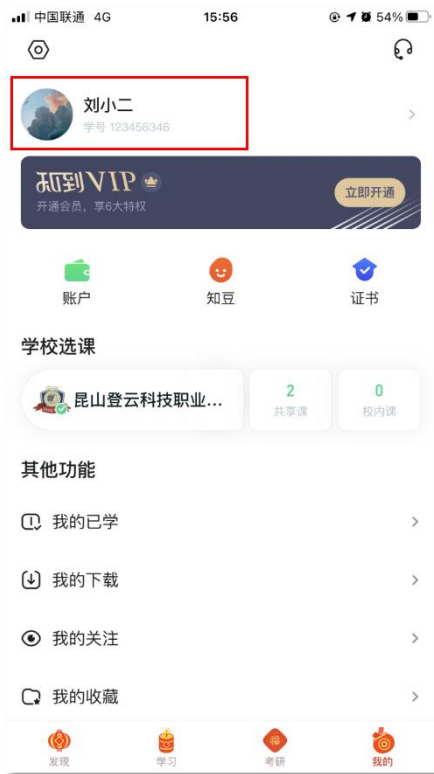 中国联通 4G 15:56 54%
刘小二
学号 123456346
知到VIP
开通会员，享6大特权
立即开通
账户 知豆 证书
学校选课
昆山登云科技职业...
2 0
共享课 校内课
其他功能
我的已学
我的下载
我的关注
我的收藏
发现 学习 考研 我的